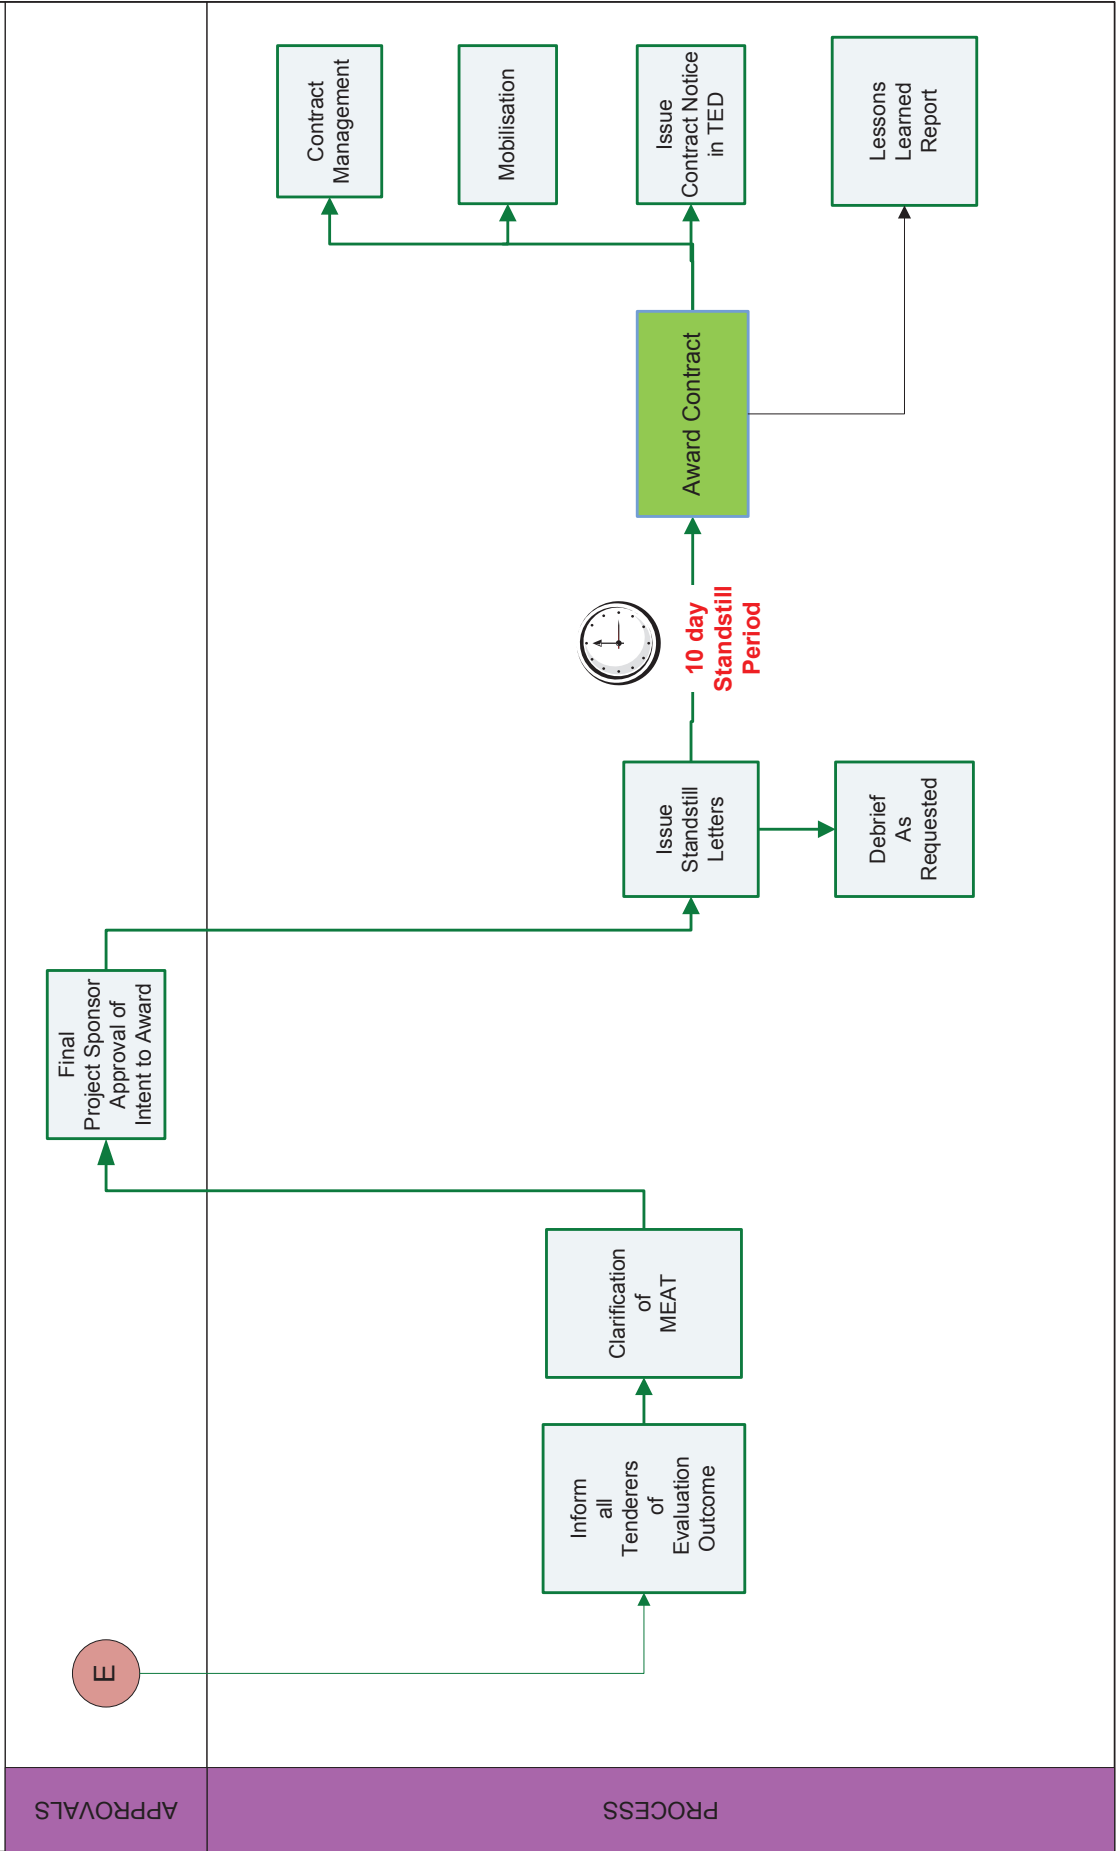 APPROVALS
PROCESS
E
Inform
all
Tenderers
of
Evaluation
Outcome
Clarification
of
MEAT
Final
Project Sponsor
Approval of
Intent to Award
Issue
Standstill
Letters
Debrief
As
Requested
10 day
Standstill
Period
Award Contract
Contract
Management
Mobilisation
Issue
Contract Notice
in TED
Lessons
Learned
Report